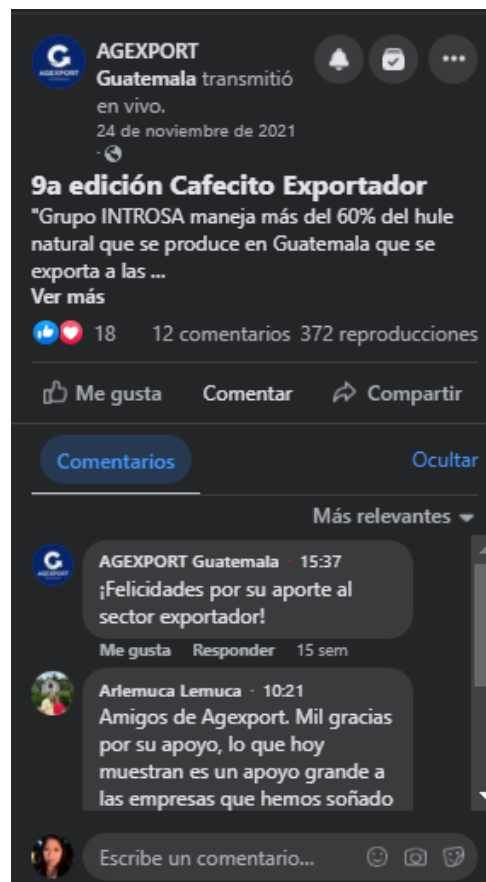 AGEXPORT
Guatemala transmitió
en vivo.
24 de noviembre de 2021
9a edición Cafecito Exportador
"Grupo INTROSA maneja más del 60% del hule
natural que se produce en Guatemala que se
exporta a las ...
Ver más
18 12 comentarios 372 reproducciones
Me gusta Comentar Compartir
Comentarios Ocultar
Más relevantes
AGEXPORT Guatemala · 15:37
¡Felicidades por su aporte al
sector exportador!
Me gusta Responder 15 sem
Arlemuca Lemuca · 10:21
Amigos de Agexport. Mil gracias
por su apoyo, lo que hoy
muestran es un apoyo grande a
las empresas que hemos soñado
Escribe un comentario...